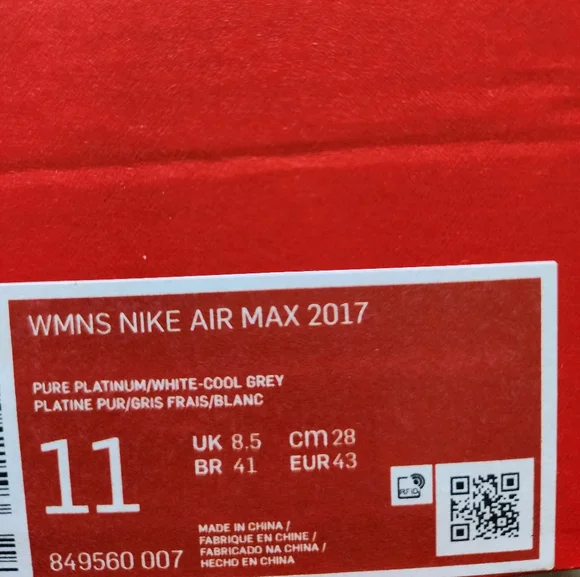 WMNS NIKE AIR MAX 2017
PURE PLATINUM/WHITE-COOL GREY
PLATINE PUR/GRIS FRAIS/BLANC
11
UK 8.5 cm 28
BR 41 EUR 43
RFID
849560 007
MADE IN CHINA /
FABRIQUE EN CHINE /
FABRICADO NA CHINA /
HECHO EN CHINA